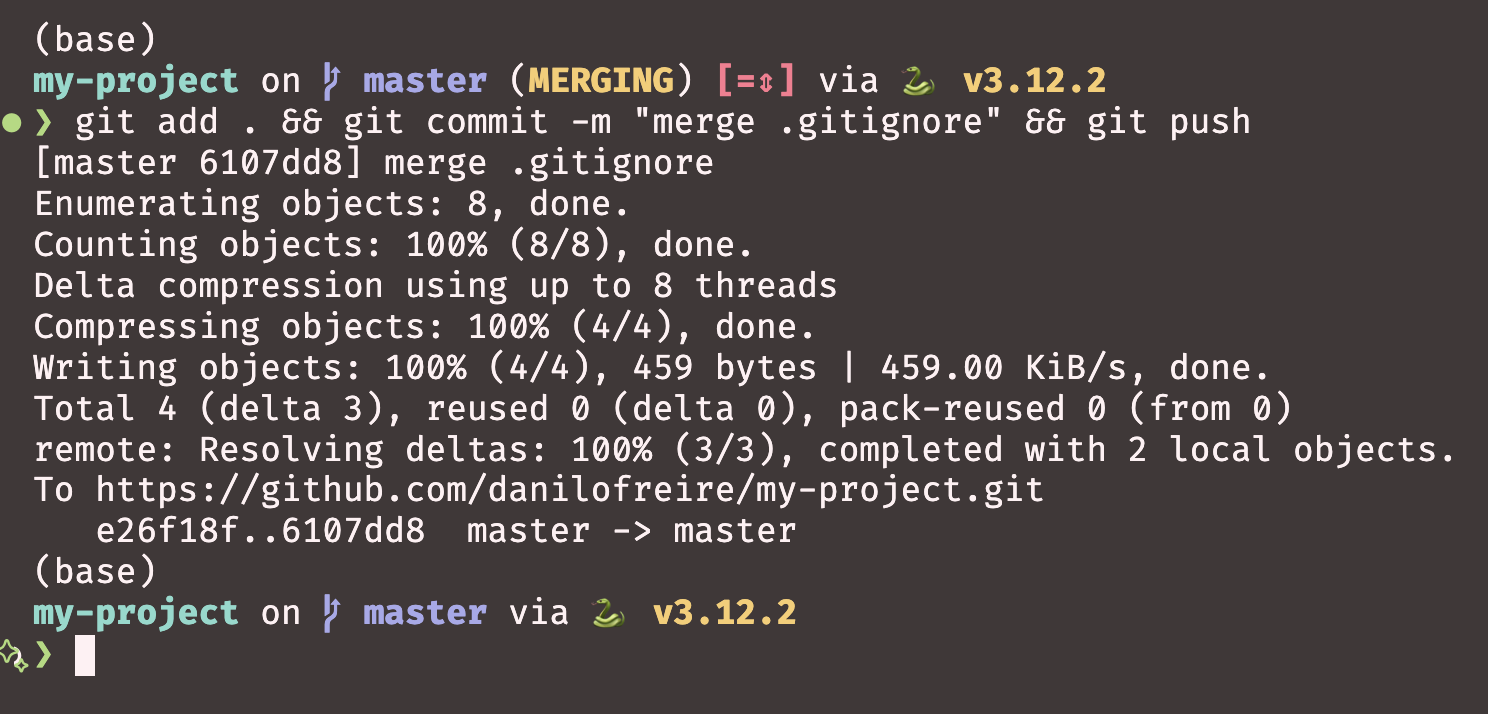 (base)
my-project on master (MERGING) [=⇕] via 🐍 v3.12.2
❯ git add . && git commit -m "merge .gitignore" && git push
[master 6107dd8] merge .gitignore
Enumerating objects: 8, done.
Counting objects: 100% (8/8), done.
Delta compression using up to 8 threads
Compressing objects: 100% (4/4), done.
Writing objects: 100% (4/4), 459 bytes | 459.00 KiB/s, done.
Total 4 (delta 3), reused 0 (delta 0), pack-reused 0 (from 0)
remote: Resolving deltas: 100% (3/3), completed with 2 local objects.
To https://github.com/danilofreire/my-project.git
   e26f18f..6107dd8  master -> master
(base)
my-project on master via 🐍 v3.12.2
❯